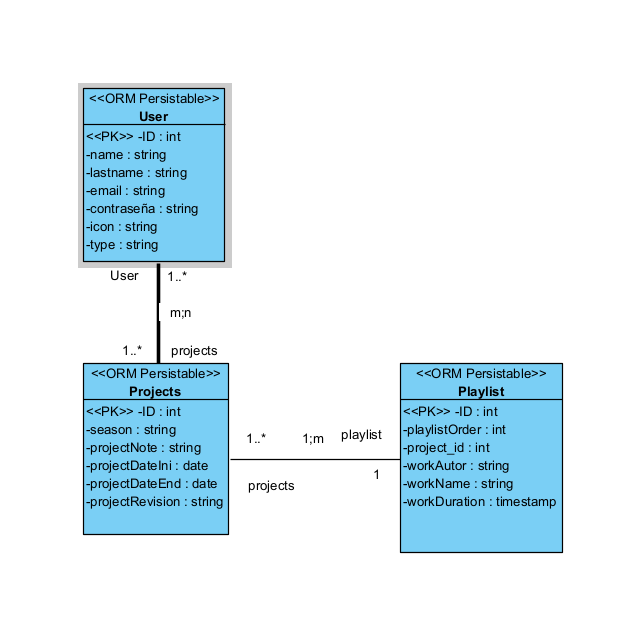 <<ORM Persistable>>
User
<<PK>> -ID : int
-name : string
-lastname : string
-email : string
-contraseña : string
-icon : string
-type : string
User
1..*
m;n
1..*
projects
<<ORM Persistable>>
Projects
<<PK>> -ID : int
-season : string
-projectNote : string
-projectDateIni : date
-projectDateEnd : date
-projectRevision : string
1..*
1;m
playlist
projects
1
<<ORM Persistable>>
Playlist
<<PK>> -ID : int
-playlistOrder : int
-project_id : int
-workAutor : string
-workName : string
-workDuration : timestamp